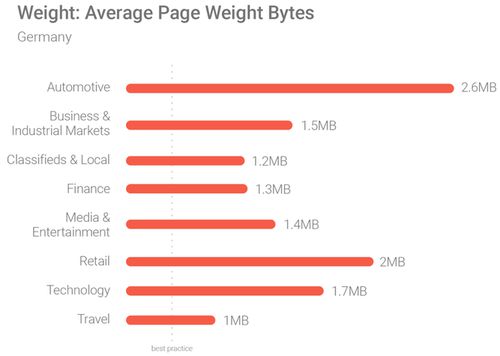 Weight: Average Page Weight Bytes
Germany
Automotive 2.6MB
Business &
Industrial Markets 1.5MB
Classifieds & Local 1.2MB
Finance 1.3MB
Media &
Entertainment 1.4MB
Retail 2MB
Technology 1.7MB
Travel 1MB
best practice